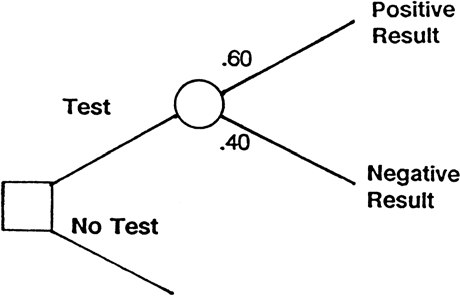 Positive
Result
.60
Test
.40
Negative
Result
No Test